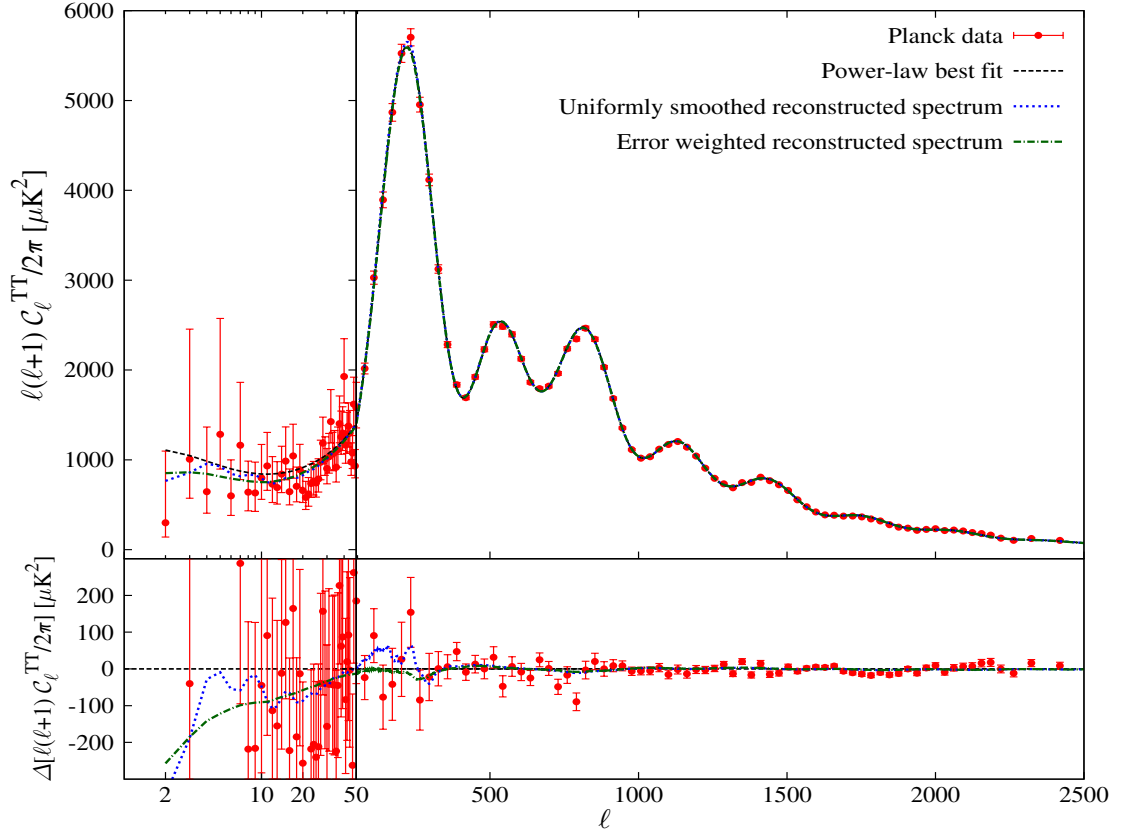 6000
5000
4000
3000
2000
1000
0
ℓ(ℓ+1) C_ℓ^TT/2π [μK²]
Planck data
Power-law best fit
Uniformly smoothed reconstructed spectrum
Error weighted reconstructed spectrum
200
100
0
-100
-200
Δ[ℓ(ℓ+1) C_ℓ^TT/2π] [μK²]
2 10 20 50 500 1000 1500 2000 2500
ℓ